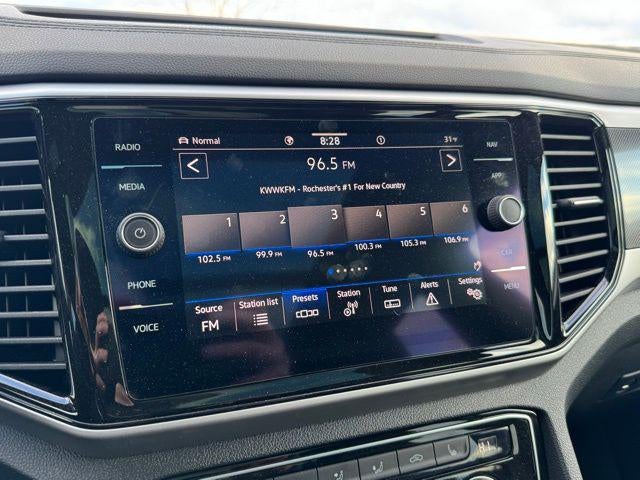 RADIO
MEDIA
PHONE
VOICE
Normal 8:28 31°F
96.5 FM
KWWKFM - Rochester's #1 For New Country
1 2 3 4 5 6
102.5 FM 99.9 FM 96.5 FM 100.3 FM 105.3 FM 106.9 FM
Source Station list Presets Station Tune Alerts Settings
FM
NAV
APP
CAR
MENU
HI